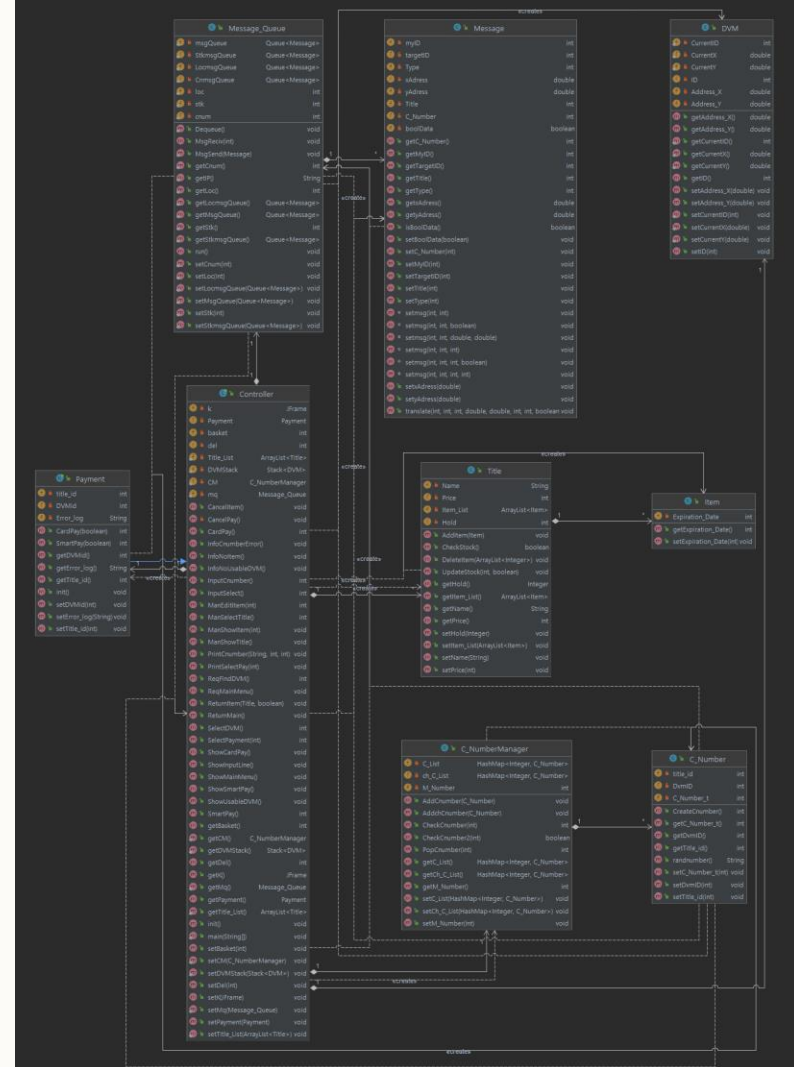 Message_Queue
msgQueue Queue<Message>
StkmsgQueue Queue<Message>
LocmsgQueue Queue<Message>
CnmsgQueue Queue<Message>
loc int
stk int
cnum int
Dequeue() void
MsgReciv(int) void
MsgSend(Message) void
getCnum() int
getIP() String
getLoc() int
getLocmsgQueue() Queue<Message>
getMsgQueue() Queue<Message>
getStk() int
getStkmsgQueue() Queue<Message>
run() void
setCnum(int) void
setLoc(int) void
setLocmsgQueue(Queue<Message>) void
setMsgQueue(Queue<Message>) void
setStk(int) void
setStkmsgQueue(Queue<Message>) void
Message
myID int
targetID int
Type int
xAdress double
yAdress double
Title int
C_Number int
boolData boolean
getC_Number() int
getMyID() int
getTargetID() int
getTitle() int
getType() int
getxAdress() double
getyAdress() double
isBoolData() boolean
setBoolData(boolean) void
setC_Number(int) void
setMyID(int) void
setTargetID(int) void
setTitle(int) void
setType(int) void
setmsg(int, int) void
setmsg(int, int, boolean) void
setmsg(int, int, double, double) void
setmsg(int, int, int) void
setmsg(int, int, int, boolean) void
setmsg(int, int, int, int) void
setxAdress(double) void
setyAdress(double) void
translate(int, int, int, double, double, int, int, boolean) void
DVM
CurrentID int
CurrentX double
CurrentY double
ID int
Address_X double
Address_Y double
getAddress_X() double
getAddress_Y() double
getCurrentID() int
getCurrentX() double
getCurrentY() double
getID() int
setAddress_X(double) void
setAddress_Y(double) void
setCurrentID(int) void
setCurrentX(double) void
setCurrentY(double) void
setID(int) void
Controller
k JFrame
Payment Payment
basket int
del int
Title_List ArrayList<Title>
DVMStack Stack<DVM>
CM C_NumberManager
mq Message_Queue
CancelItem() void
CancelPay() void
CardPay() int
InfoCnumberError() void
InfoNoItem() void
InfoNoUsableDVM() void
InputCnumber() int
InputSelect() void
ManEditItem(int) void
ManSelectTitle() void
ManShowItem(int) void
ManShowTitle() void
PrintCnumber(String, int, int) void
PrintSelectPay(int) void
ReqFindDVM() int
ReqMainMenu() void
ReturnItem(Title, boolean) void
ReturnMain() void
SelectDVM() int
SelectPayment(int) int
ShowCardPay() void
ShowInputLine() void
ShowMainMenu() void
ShowSmartPay() void
ShowUsableDVM() void
SmartPay() int
getBasket() int
getCM() C_NumberManager
getDVMStack() Stack<DVM>
getDel() int
getK() JFrame
getMq() Message_Queue
getPayment() Payment
getTitle_List() ArrayList<Title>
init() void
main(String[]) void
setBasket(int) void
setCM(C_NumberManager) void
setDVMStack(Stack<DVM>) void
setDel(int) void
setK(JFrame) void
setMq(Message_Queue) void
setPayment(Payment) void
setTitle_List(ArrayList<Title>) void
Payment
title_id int
DVMid int
Error_log String
CardPay(boolean) int
SmartPay(boolean) int
getDVMid() int
getError_log() String
getTitle_id() int
init() void
setDVMid(int) void
setError_log(String) void
setTitle_id(int) void
Title
Name String
Price int
Item_List ArrayList<Item>
Hold int
AddItem(Item) void
CheckStock() boolean
DeleteItem(ArrayList<Integer>) void
UpdateStock(int, boolean) void
getHold() Integer
getItem_List() ArrayList<Item>
getName() String
getPrice() int
setHold(Integer) void
setItem_List(ArrayList<Item>) void
setName(String) void
setPrice(int) void
Item
Expiration_Date int
getExpiration_Date() int
setExpiration_Date(int) void
C_NumberManager
C_List HashMap<Integer, C_Number>
ch_C_List HashMap<Integer, C_Number>
M_Number int
AddCnumber(C_Number) void
AddchCnumber(C_Number) void
CheckCnumber(int) int
CheckCnumber2(int) boolean
PopCnumber(int) int
getC_List() HashMap<Integer, C_Number>
getCh_C_List() HashMap<Integer, C_Number>
getM_Number() int
setC_List(HashMap<Integer, C_Number>) void
setCh_C_List(HashMap<Integer, C_Number>) void
setM_Number(int) void
C_Number
title_id int
DvmID int
C_Number_t int
CreateCnumber() int
getC_Number_t() int
getDvmID() int
getTitle_id() int
randnumber() String
setC_Number_t(int) void
setDvmID(int) void
setTitle_id(int) void
«create»
«create»
«create»
«create»
«create»
«create»